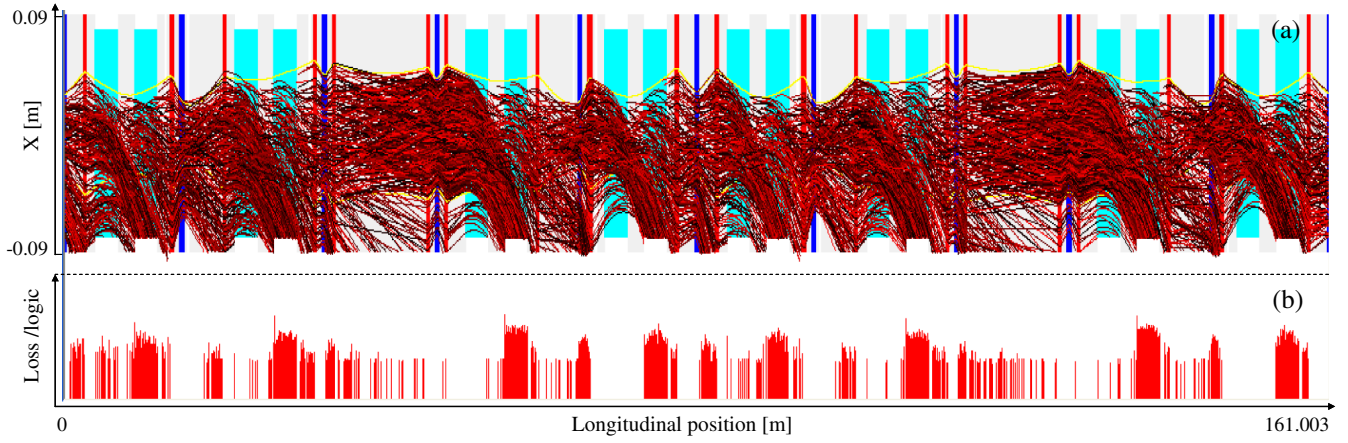 0.09
(a)
X [m]
-0.09
(b)
Loss /logic
0
Longitudinal position [m]
161.003